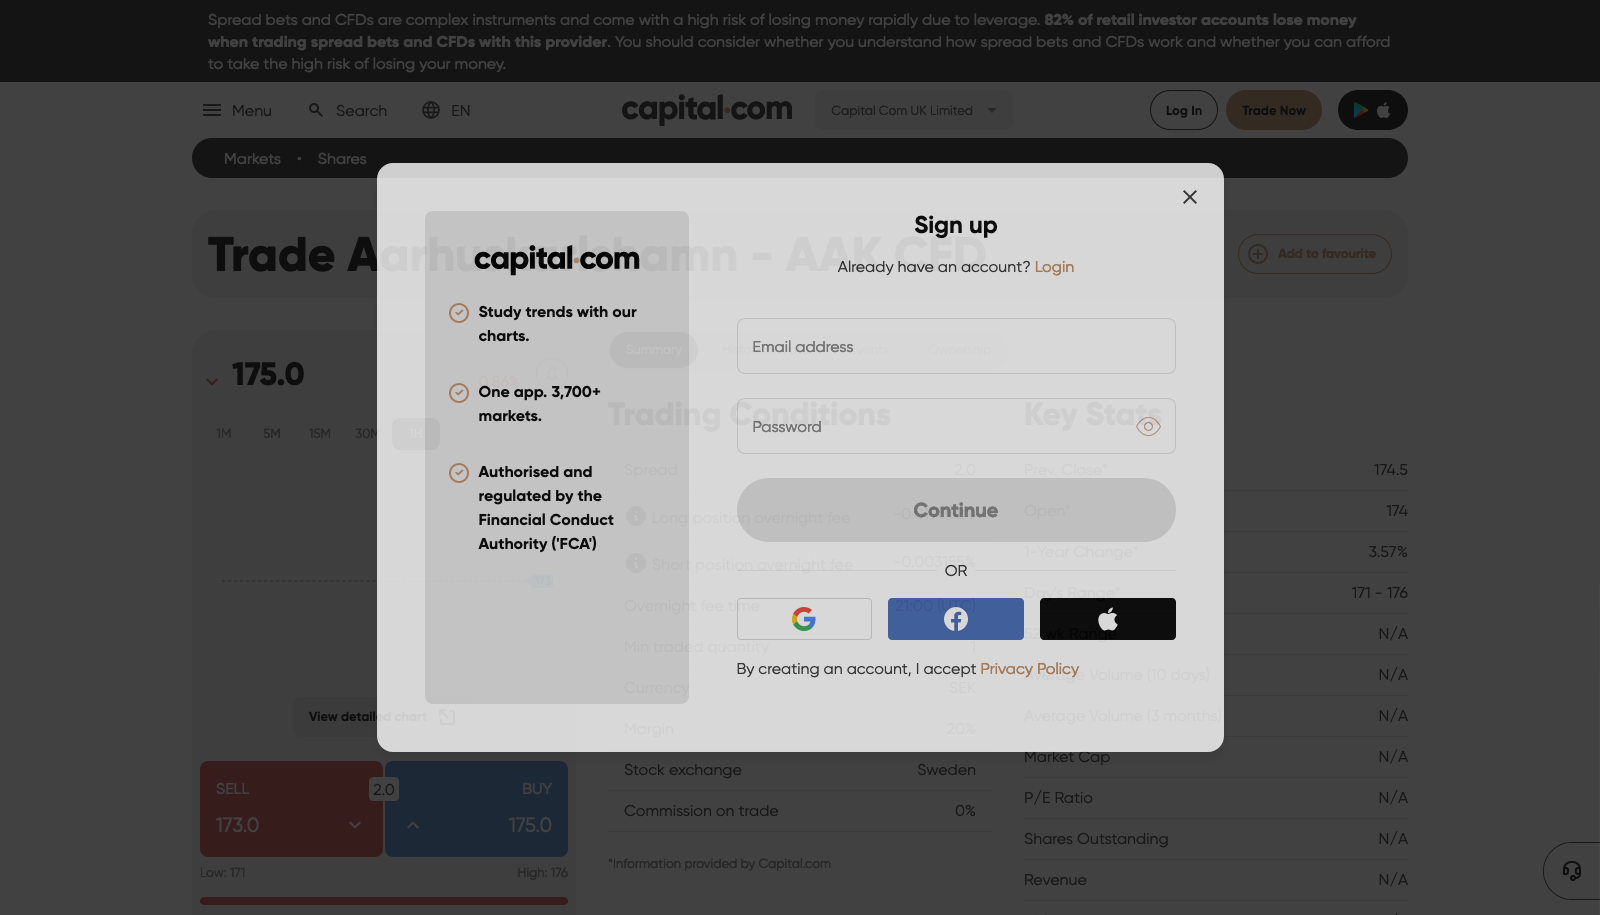 Spread bets and CFDs are complex instruments and come with a high risk of losing money rapidly due to leverage. 82% of retail investor accounts lose money
when trading spread bets and CFDs with this provider. You should consider whether you understand how spread bets and CFDs work and whether you can afford
to take the high risk of losing your money.
Menu
Search
EN
capital.com
Capital Com UK Limited
Log In
Trade Now
Markets • Shares
Trade Aarhuskarlshamn - AAK CFD
Add to favourite
Sign up
Already have an account? Login
capital.com
Study trends with our
charts.
One app. 3,700+
markets.
Authorised and
regulated by the
Financial Conduct
Authority ('FCA')
Email address
Password
Continue
OR
By creating an account, I accept Privacy Policy
175.0
1M 5M 15M 30M 1H
View detailed chart
SELL
173.0
2.0
BUY
175.0
Low: 171
High: 176
Summary
Trading Conditions
Spread 2.0
Long position overnight fee
Short position overnight fee
Overnight fee time
Min traded quantity 1
Currency SEK
Margin 20%
Stock exchange Sweden
Commission on trade 0%
*Information provided by Capital.com
Key Stats
Prev. Close* 174.5
Open* 174
1-Year Change* 3.57%
Day's Range* 171 - 176
N/A
Average Volume (10 days) N/A
Average Volume (3 months) N/A
Market Cap N/A
P/E Ratio N/A
Shares Outstanding N/A
Revenue N/A